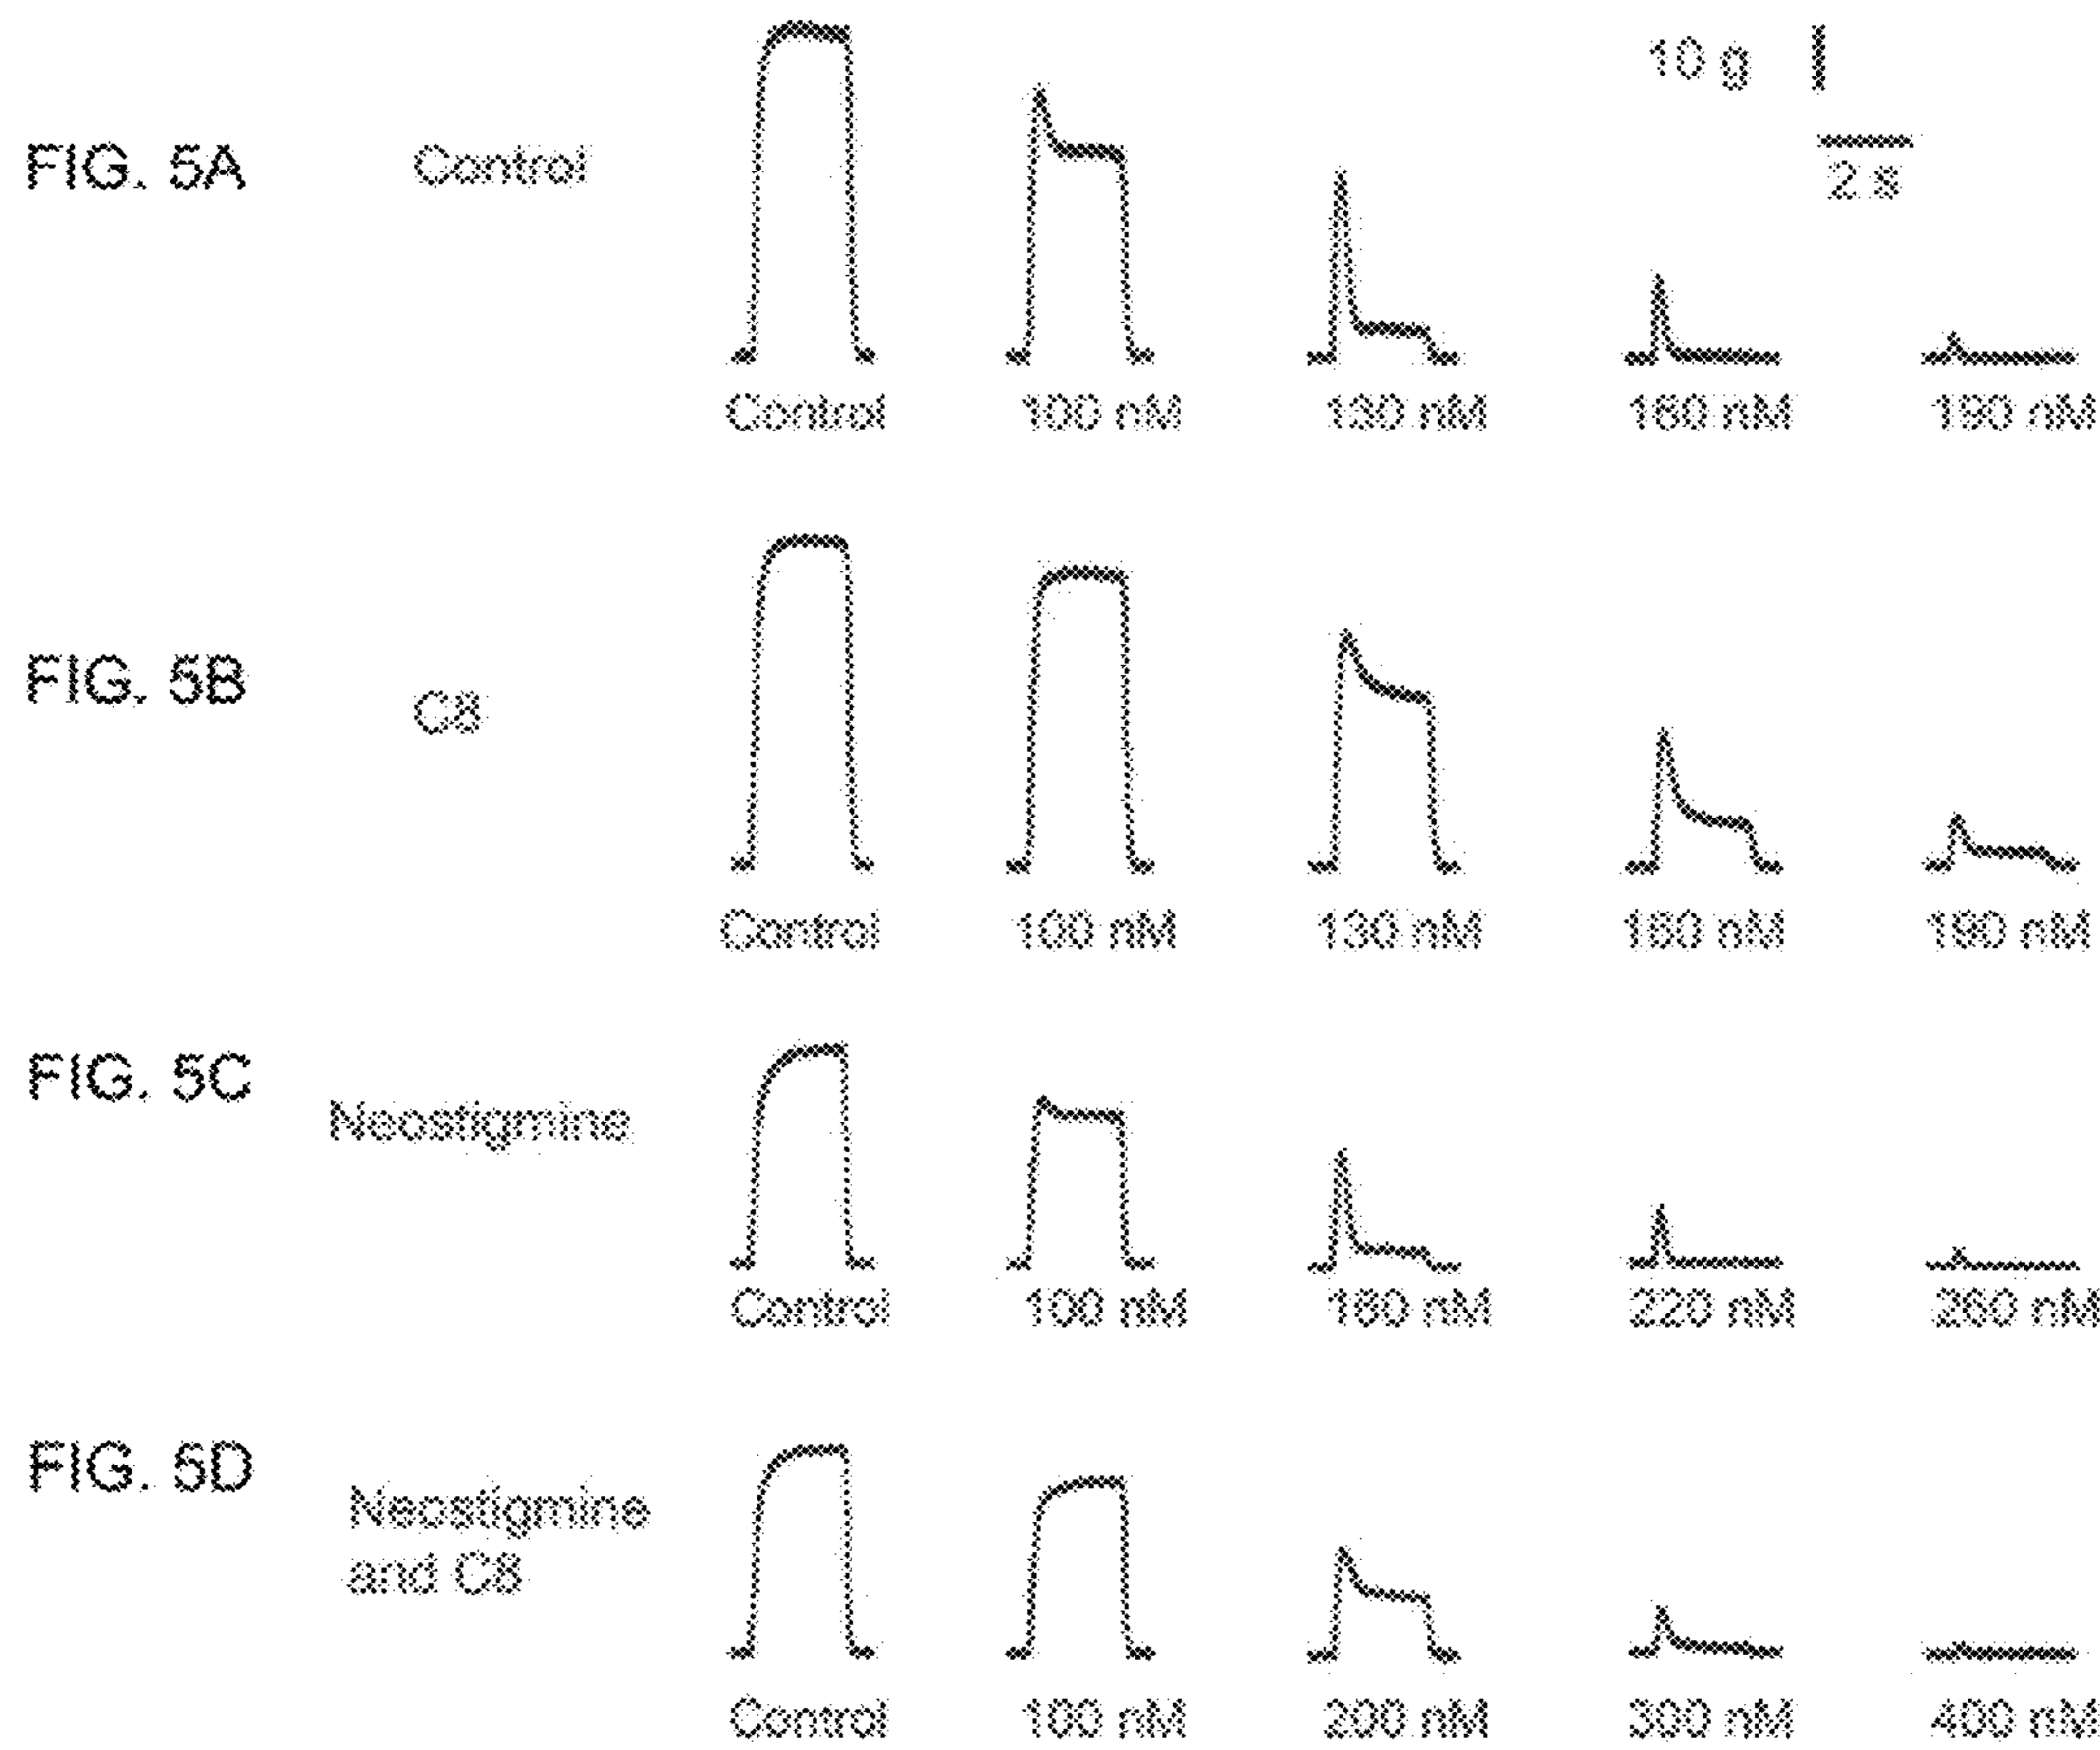 10 g
FIG. 5A
Control
2 s
Control 100 nM 130 nM 160 nM 190 nM
FIG. 5B
C8
Control 100 nM 130 nM 160 nM 190 nM
FIG. 5C
Neostigmine
Control 100 nM 180 nM 220 nM 260 nM
FIG. 5D
Neostigmine
and C8
Control 100 nM 200 nM 300 nM 400 nM